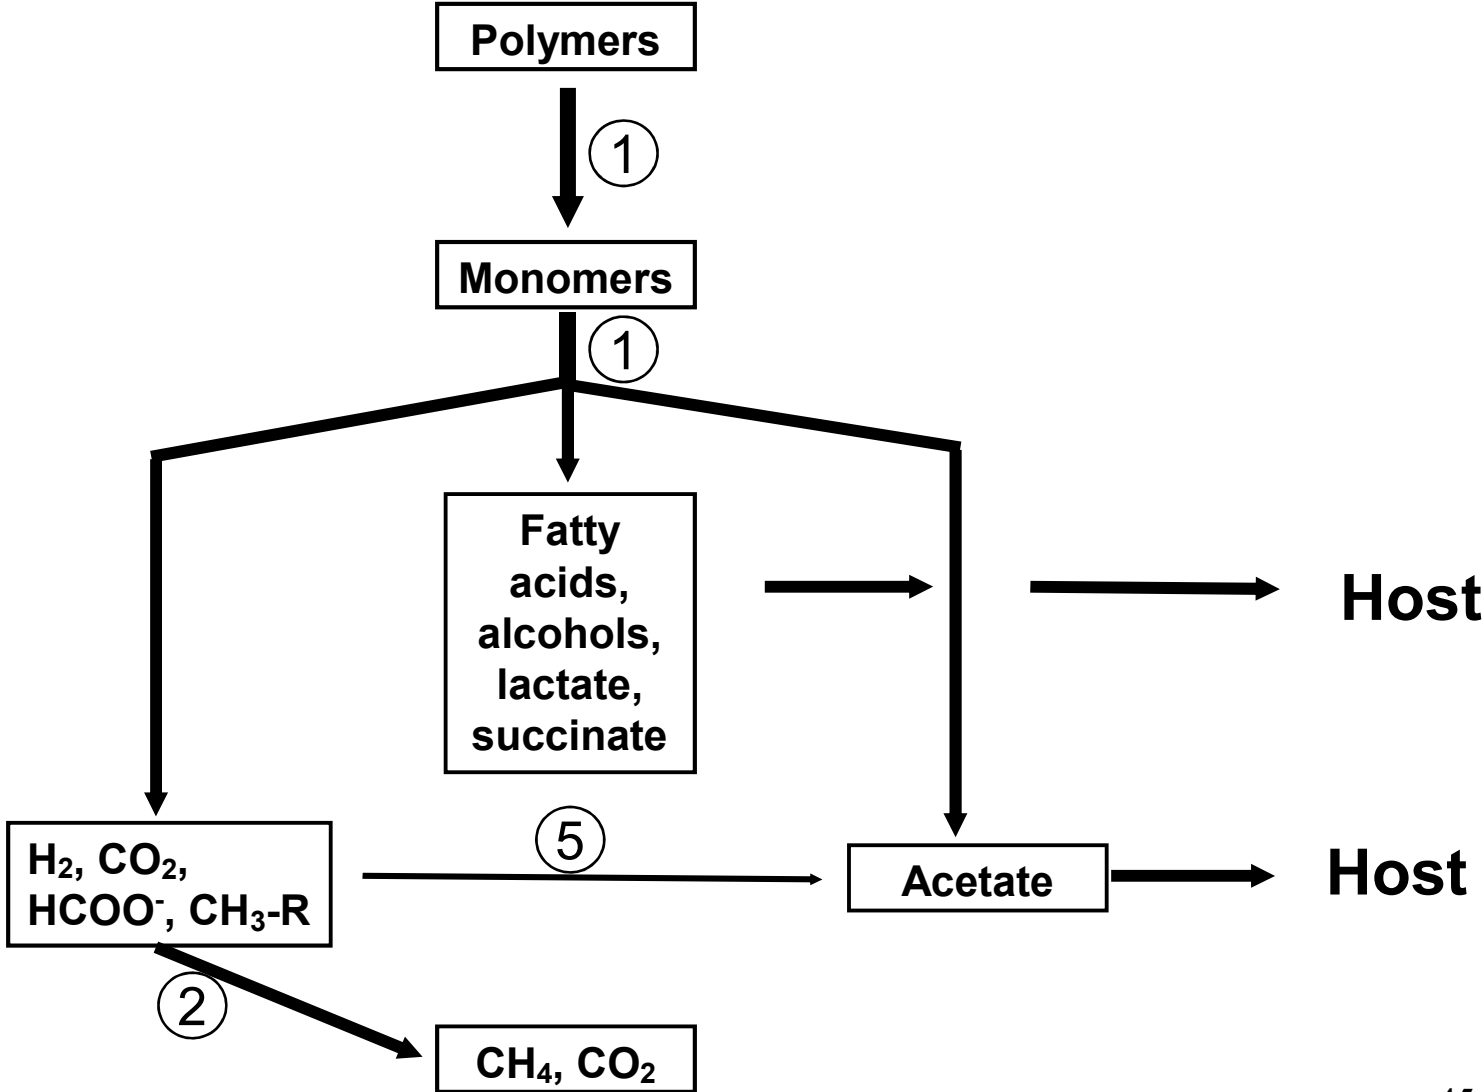 Polymers
1
Monomers
1
Fatty
acids,
alcohols,
lactate,
succinate
Host
H₂, CO₂,
HCOO⁻, CH₃-R
5
Acetate
Host
2
CH₄, CO₂